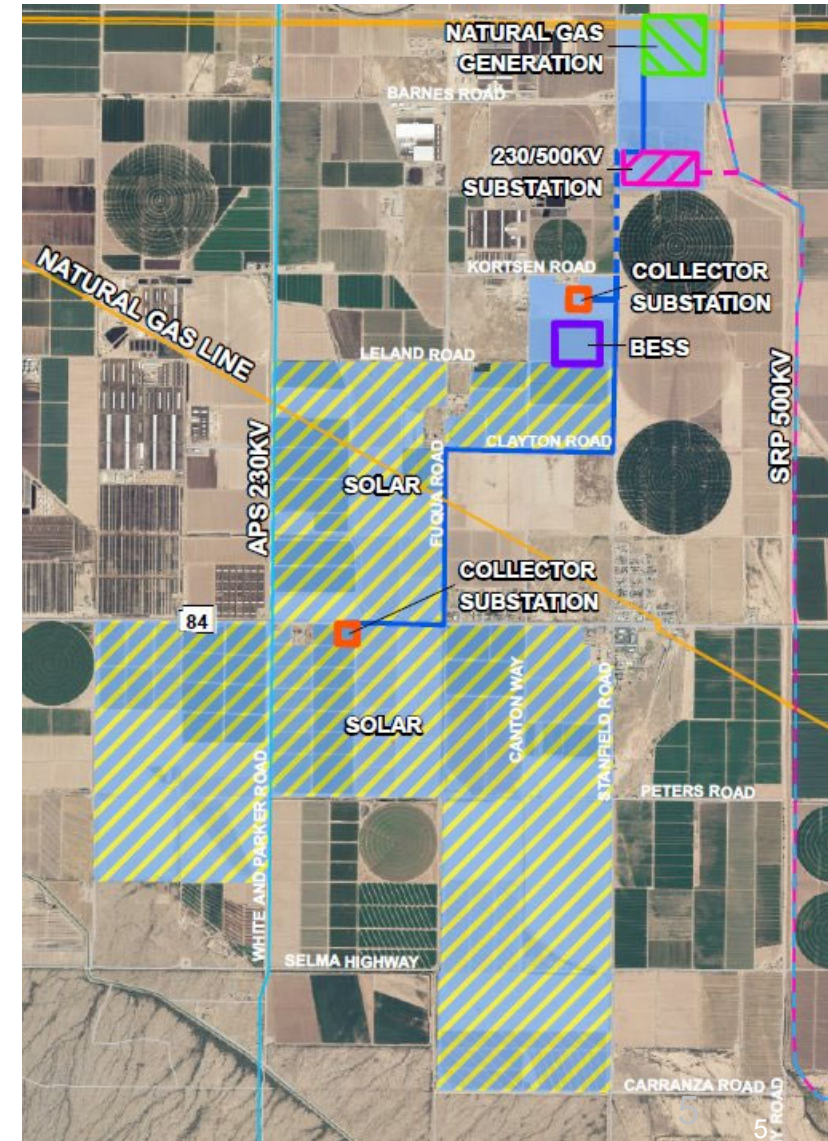 NATURAL GAS
GENERATION
BARNES ROAD
230/500KV
SUBSTATION
KORTSEN ROAD
COLLECTOR
SUBSTATION
NATURAL GAS LINE
BESS
LELAND ROAD
SRP 500KV
CLAYTON ROAD
FUQUA ROAD
SOLAR
APS 230KV
COLLECTOR
SUBSTATION
84
SOLAR
CANTON WAY
STANFIELD ROAD
PETERS ROAD
WHITE AND PARKER ROAD
SELMA HIGHWAY
CARRANZA ROAD
Y ROAD
5
5